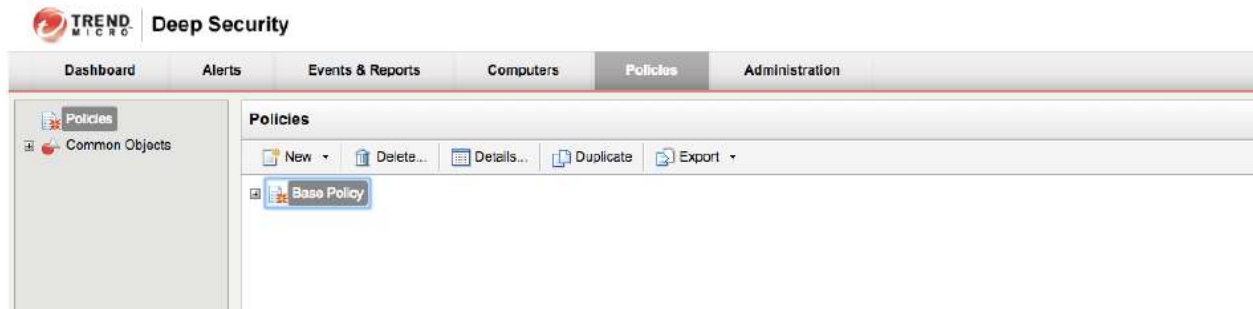 TREND MICRO Deep Security
Dashboard Alerts Events & Reports Computers Policies Administration
Policies
Common Objects
Policies
New Delete... Details... Duplicate Export
Base Policy